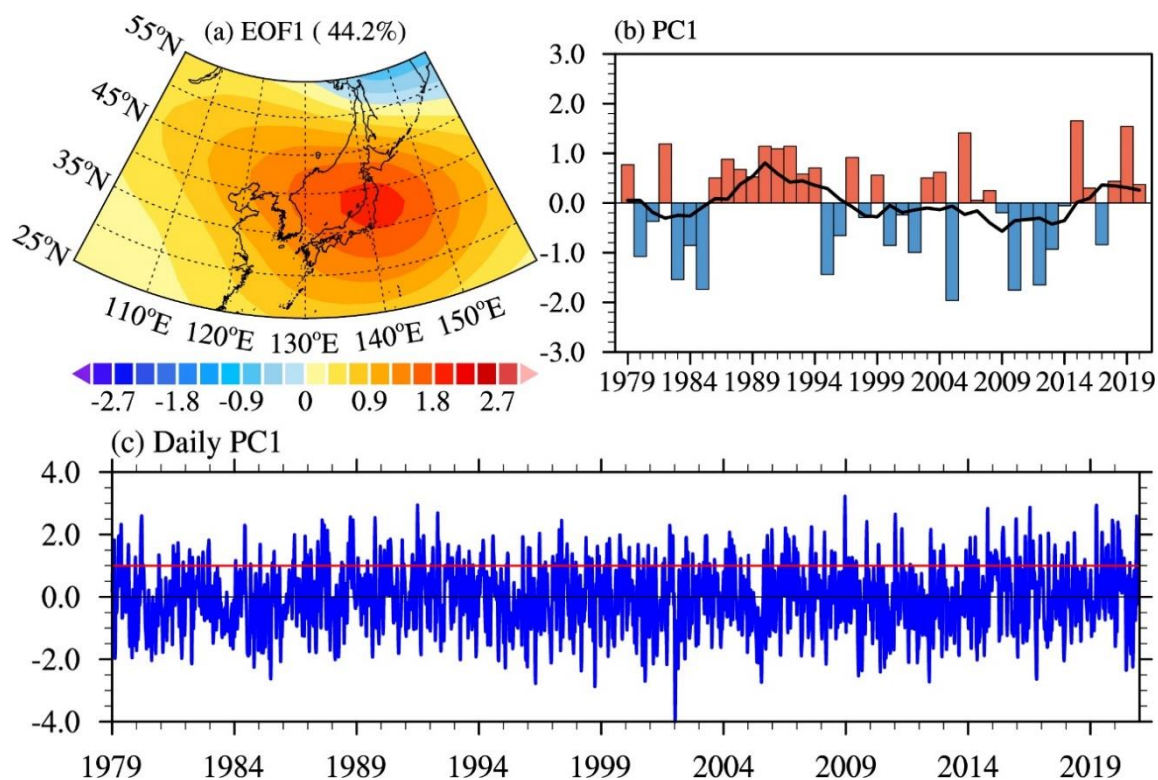 (a) EOF1 ( 44.2%)
55°N
45°N
35°N
25°N
110°E 120°E 130°E 140°E 150°E
-2.7 -1.8 -0.9 0 0.9 1.8 2.7
(b) PC1
3.0
2.0
1.0
0.0
-1.0
-2.0
-3.0
1979 1984 1989 1994 1999 2004 2009 2014 2019
(c) Daily PC1
4.0
2.0
0.0
-2.0
-4.0
1979 1984 1989 1994 1999 2004 2009 2014 2019